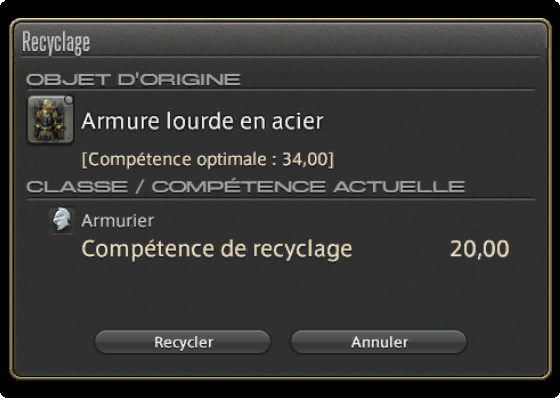 Recyclage
OBJET D'ORIGINE
Armure lourde en acier
[Compétence optimale : 34,00]
CLASSE / COMPÉTENCE ACTUELLE
Armurier
Compétence de recyclage 20,00
Recycler Annuler